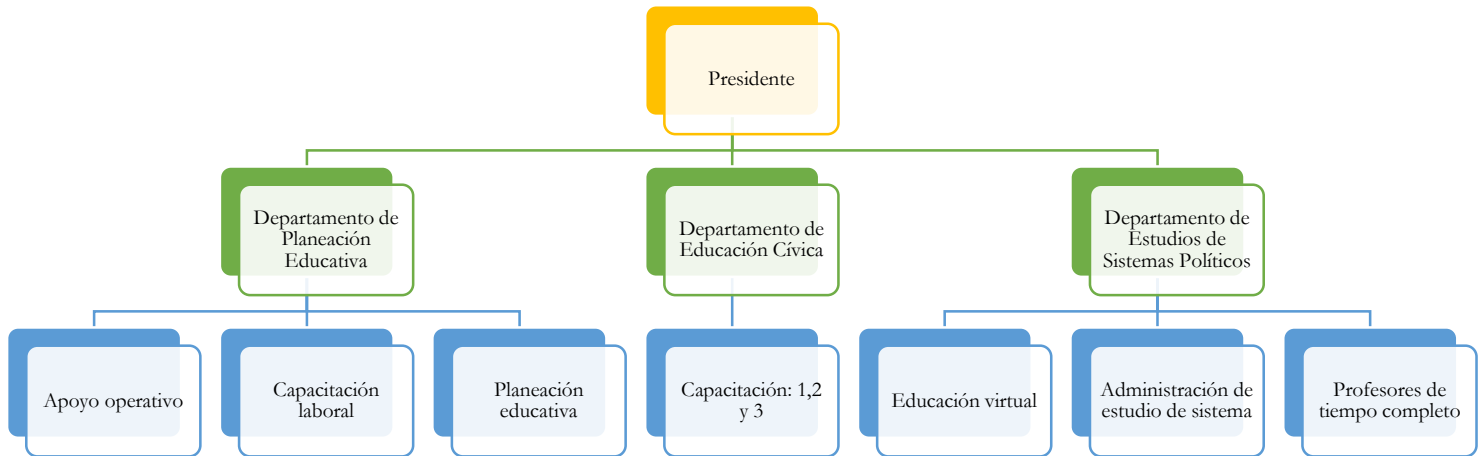 Presidente
Departamento de
Planeación
Educativa
Departamento de
Educación Cívica
Departamento de
Estudios de
Sistemas Políticos
Apoyo operativo
Capacitación
laboral
Planeación
educativa
Capacitación: 1,2
y 3
Educación virtual
Administración de
estudio de sistema
Profesores de
tiempo completo